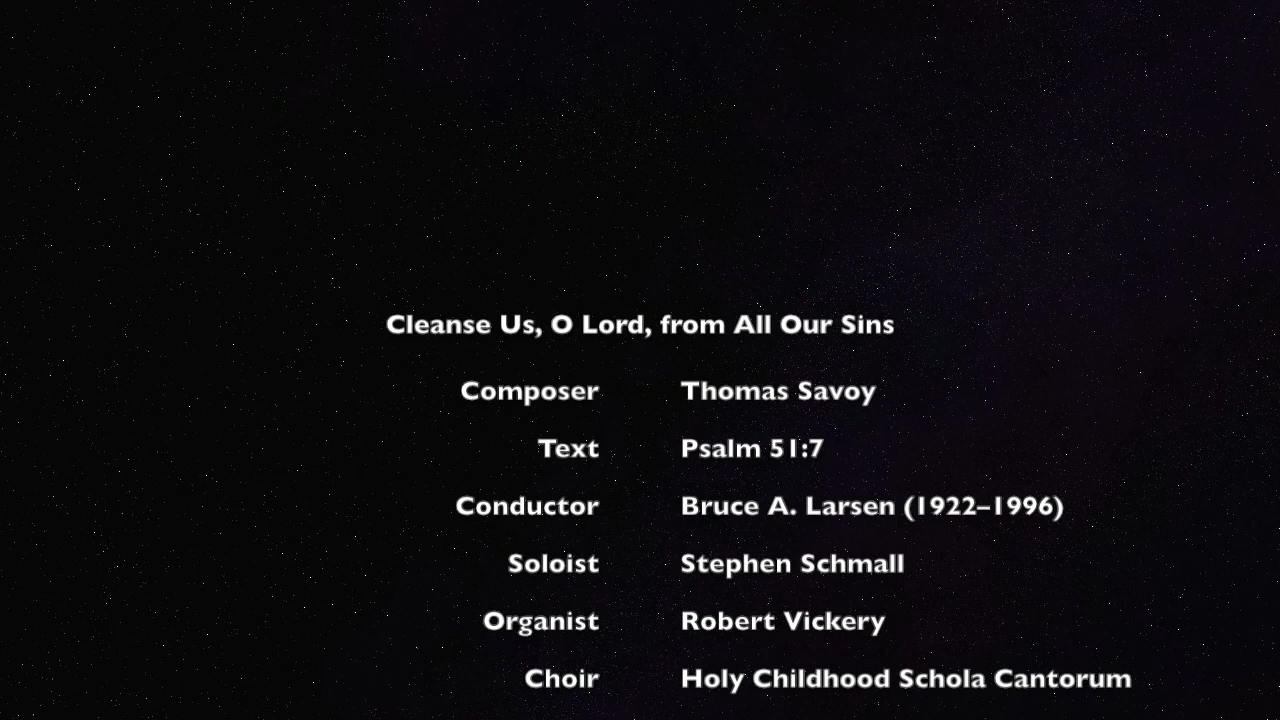 Cleanse Us, O Lord, from All Our Sins
Composer Thomas Savoy
Text Psalm 51:7
Conductor Bruce A. Larsen (1922–1996)
Soloist Stephen Schmall
Organist Robert Vickery
Choir Holy Childhood Schola Cantorum